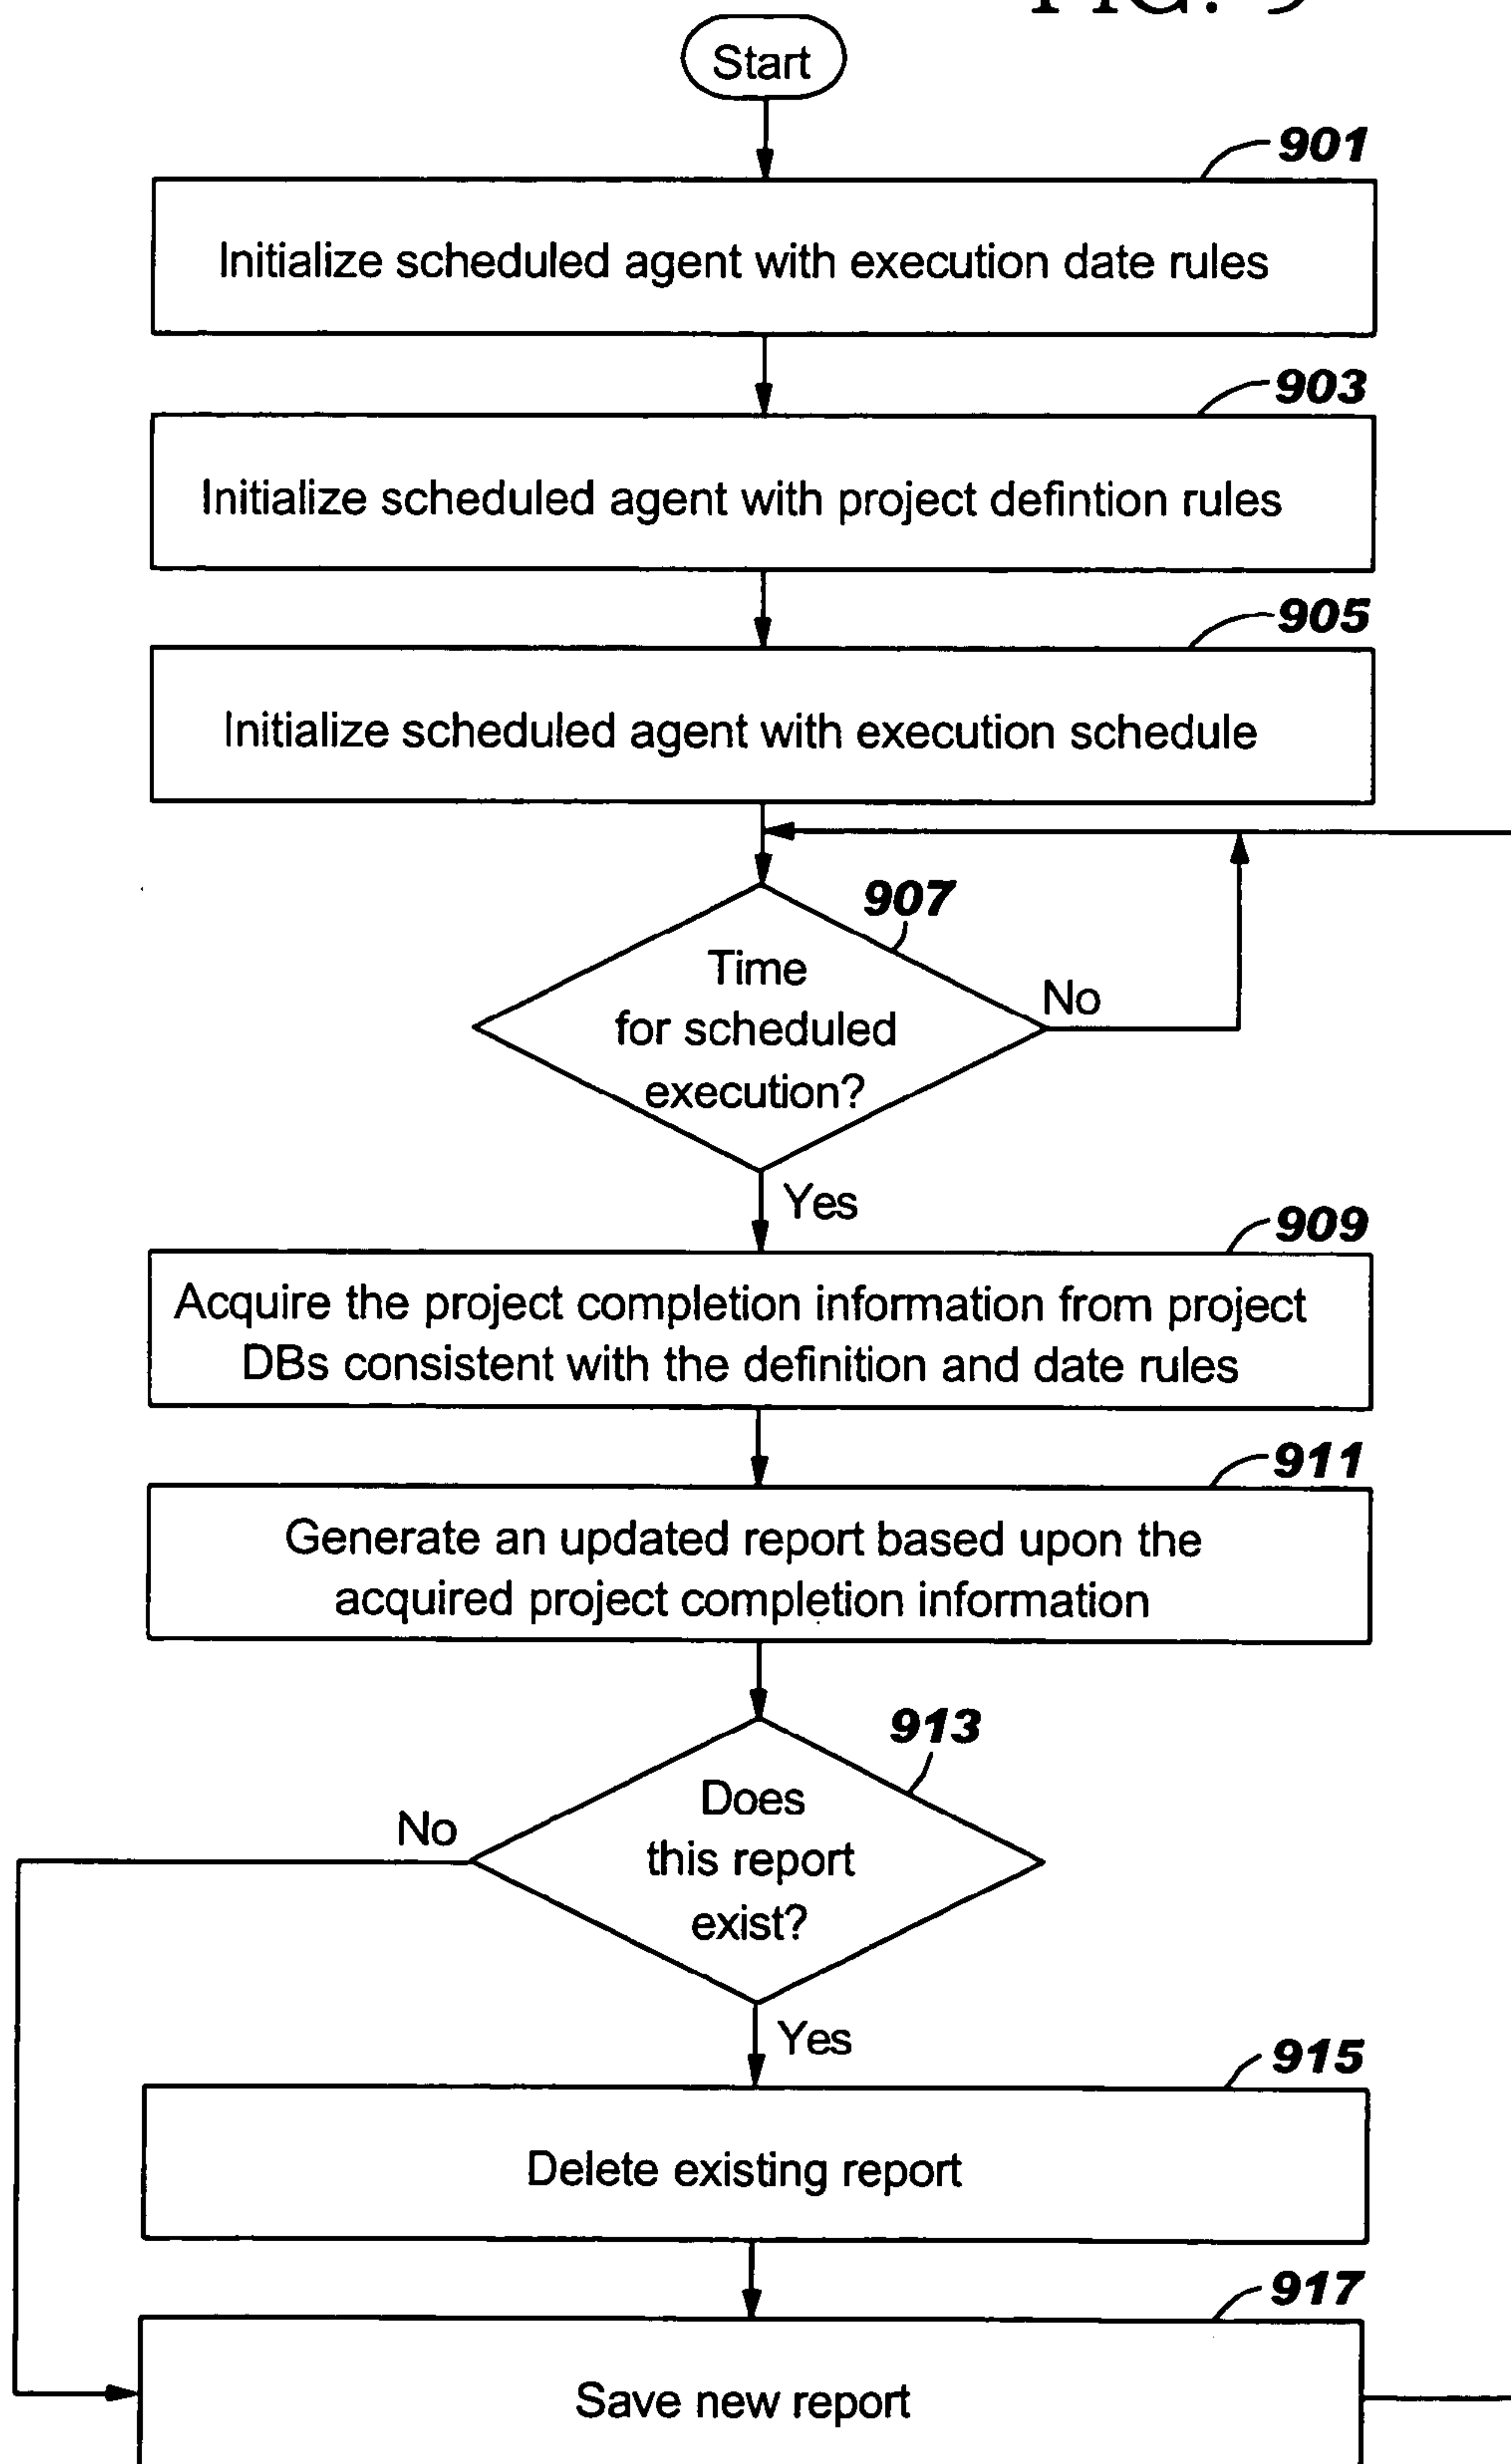 FIG. 9
Start
901
Initialize scheduled agent with execution date rules
903
Initialize scheduled agent with project defintion rules
905
Initialize scheduled agent with execution schedule
907
Time
for scheduled
execution?
No
Yes
909
Acquire the project completion information from project
DBs consistent with the definition and date rules
911
Generate an updated report based upon the
acquired project completion information
913
Does
this report
exist?
No
Yes
915
Delete existing report
917
Save new report